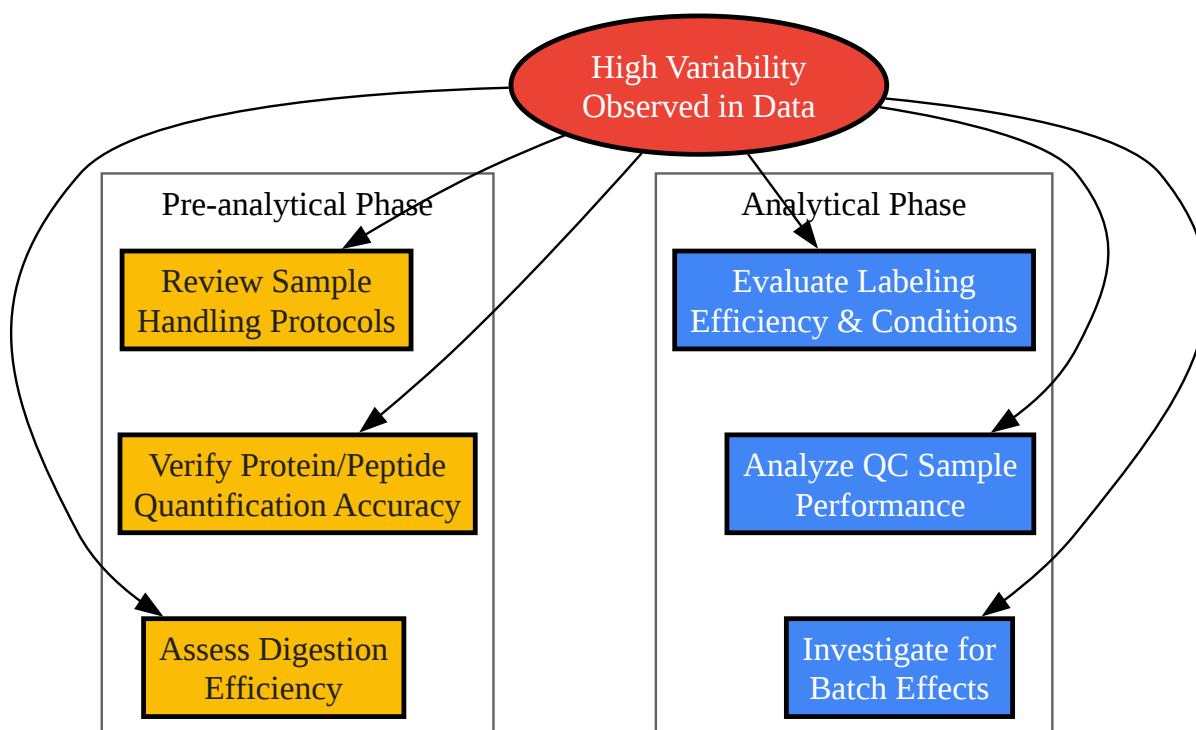 High Variability
Observed in Data
Pre-analytical Phase
Review Sample
Handling Protocols
Verify Protein/Peptide
Quantification Accuracy
Assess Digestion
Efficiency
Analytical Phase
Evaluate Labeling
Efficiency & Conditions
Analyze QC Sample
Performance
Investigate for
Batch Effects